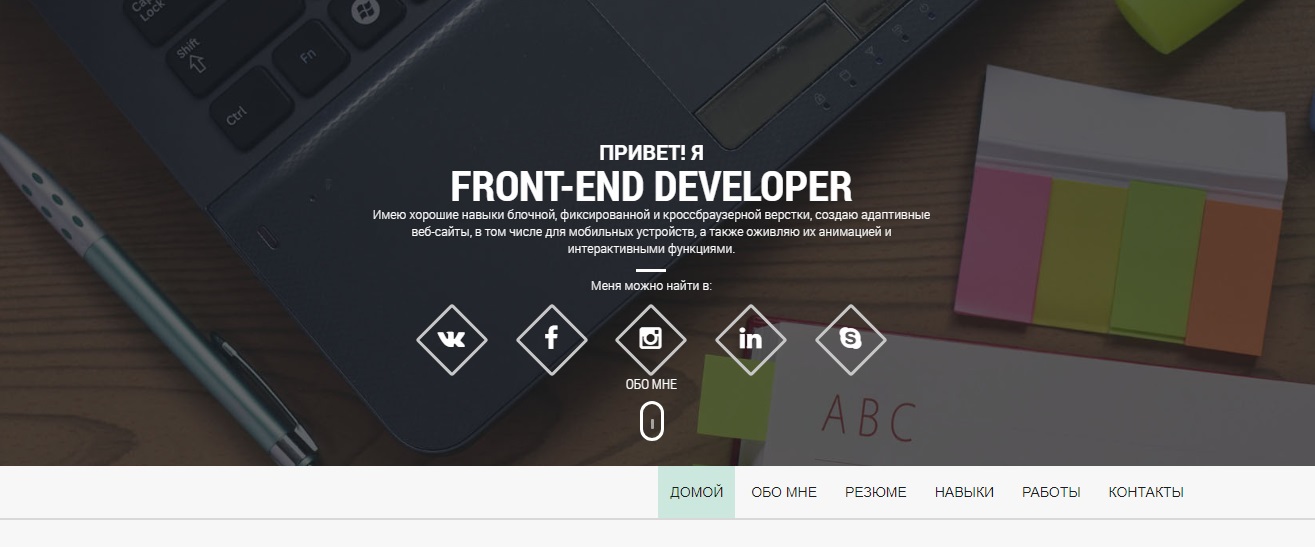 Caps
Lock
Shift
Fn
Ctrl
ПРИВЕТ! Я
FRONT-END DEVELOPER
Имею хорошие навыки блочной, фиксированной и кроссбраузерной верстки, создаю адаптивные
веб-сайты, в том числе для мобильных устройств, а также оживляю их анимацией и
интерактивными функциями.
Меня можно найти в:
ОБО МНЕ
ABC
ДОМОЙ ОБО МНЕ РЕЗЮМЕ НАВЫКИ РАБОТЫ КОНТАКТЫ